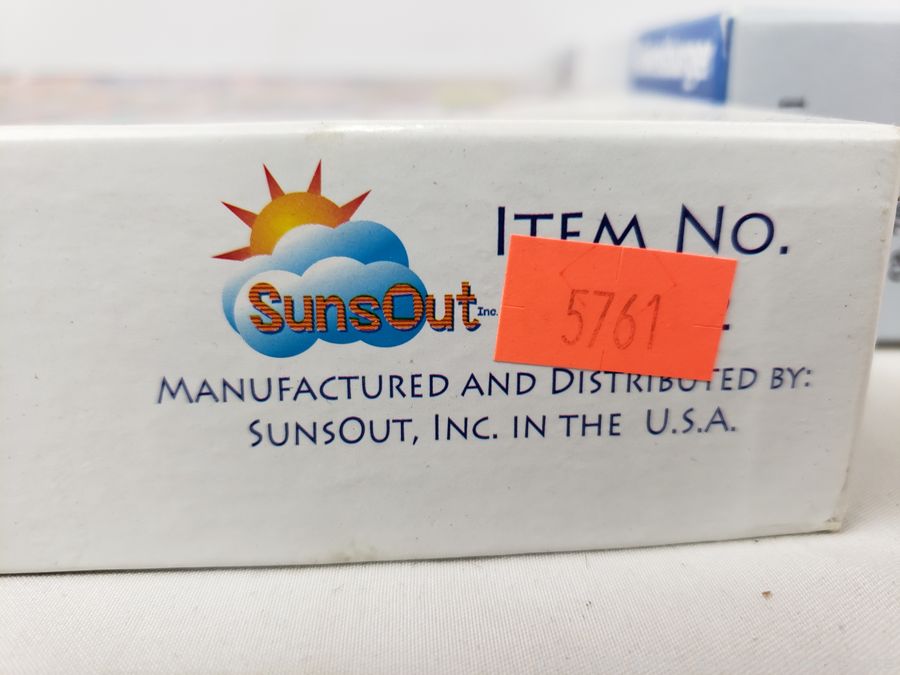 ITEM No.
SunsOut Inc.
5761
MANUFACTURED AND DISTRIBUTED BY:
SUNSOUT, INC. IN THE U.S.A.